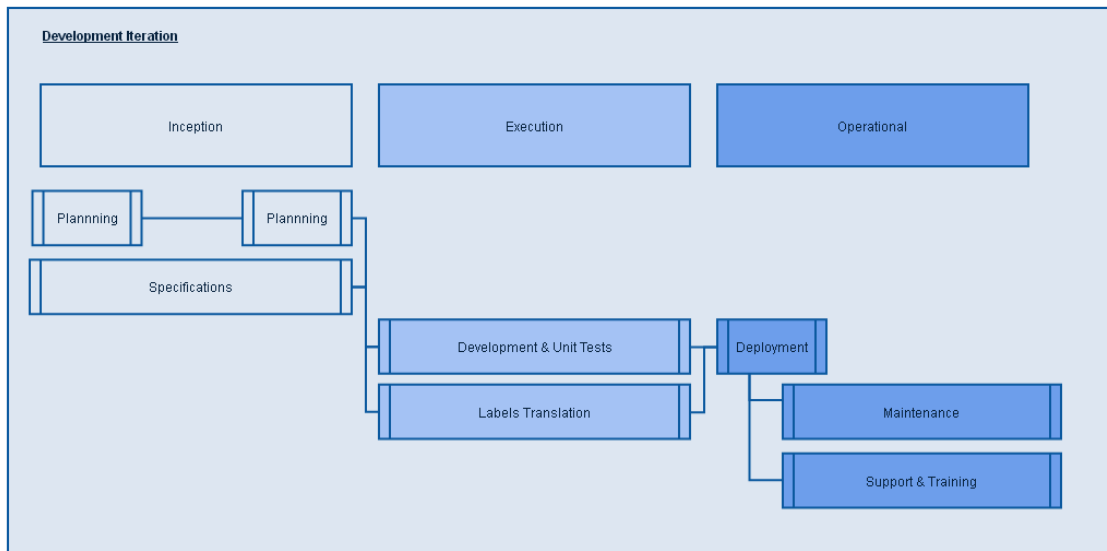 Development Iteration
Inception
Execution
Operational
Plannning
Plannning
Specifications
Development & Unit Tests
Deployment
Labels Translation
Maintenance
Support & Training